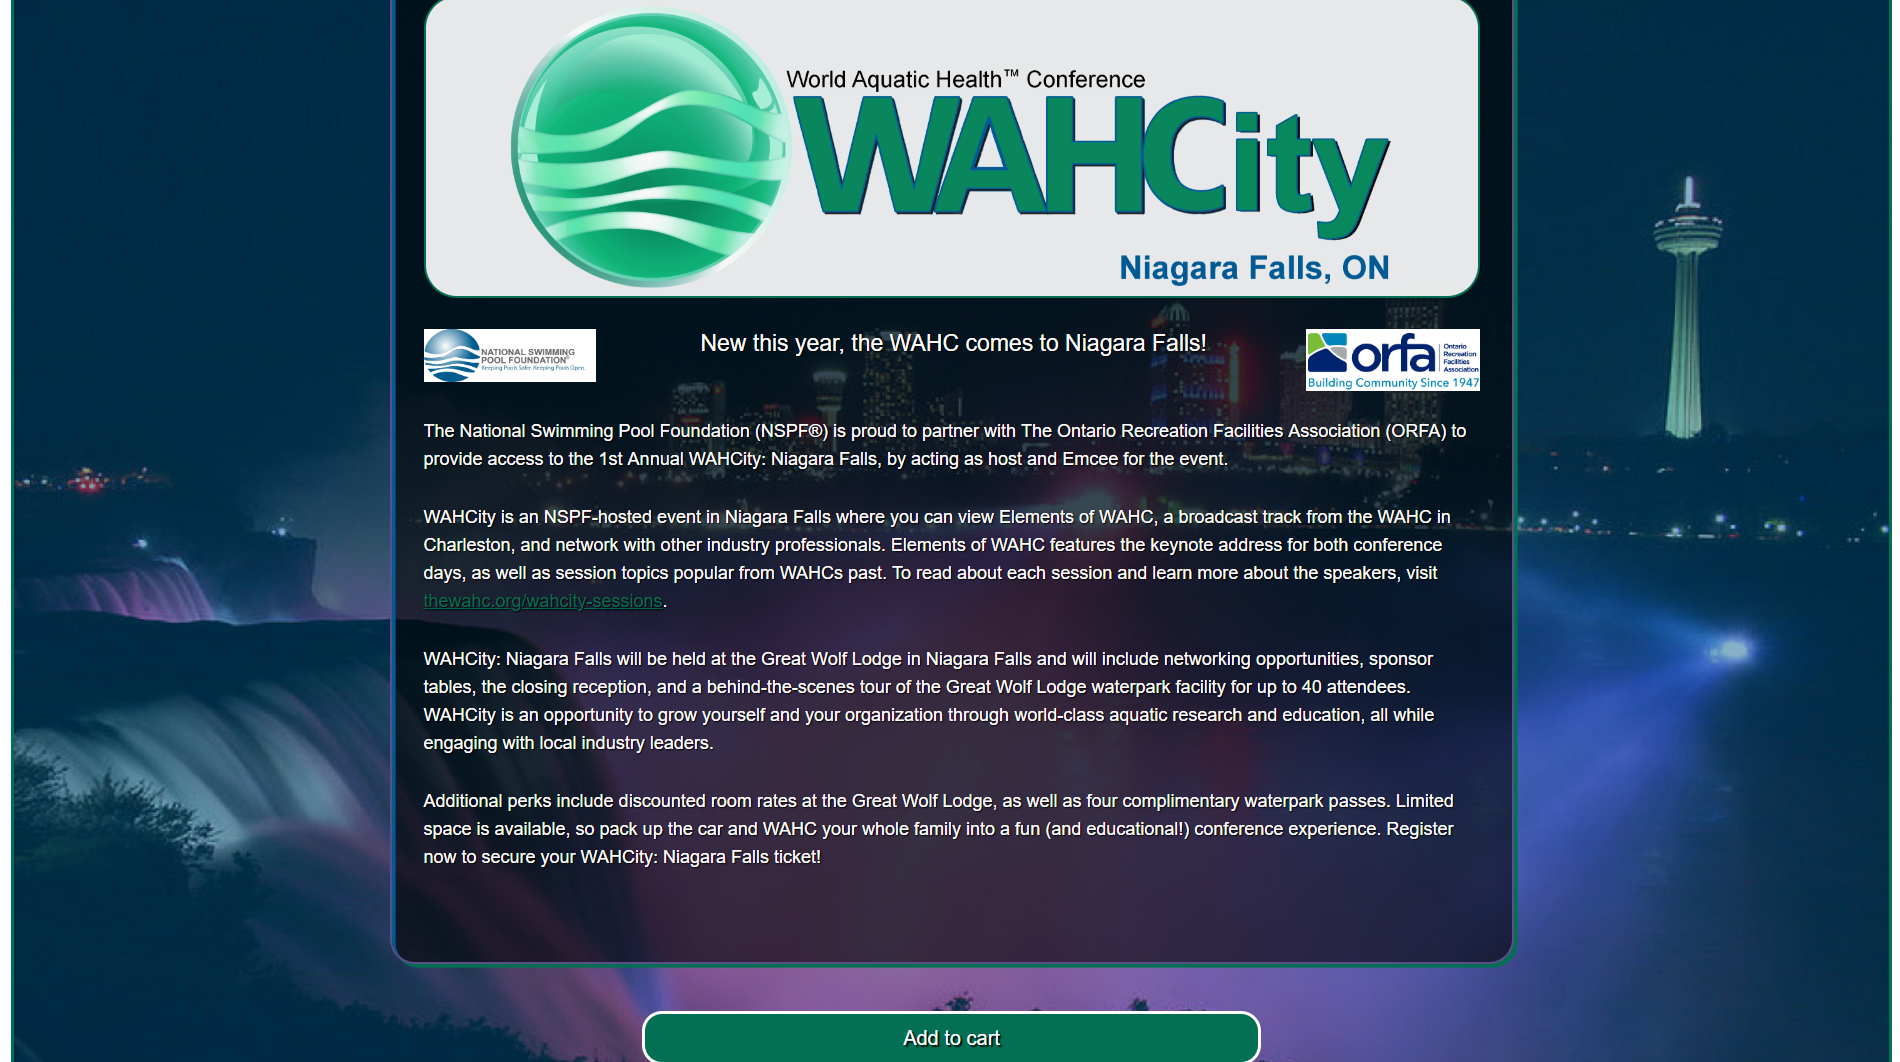 World Aquatic Health™ Conference
WAHCity
Niagara Falls, ON
NATIONAL SWIMMING
POOL FOUNDATION®
Keeping Pools Safer. Keeping Pools Open.
New this year, the WAHC comes to Niagara Falls!
orfa
Ontario
Recreation
Facilities
Association
Building Community Since 1947
The National Swimming Pool Foundation (NSPF®) is proud to partner with The Ontario Recreation Facilities Association (ORFA) to
provide access to the 1st Annual WAHCity: Niagara Falls, by acting as host and Emcee for the event.
WAHCity is an NSPF-hosted event in Niagara Falls where you can view Elements of WAHC, a broadcast track from the WAHC in
Charleston, and network with other industry professionals. Elements of WAHC features the keynote address for both conference
days, as well as session topics popular from WAHCs past. To read about each session and learn more about the speakers, visit
thewahc.org/wahcity-sessions.
WAHCity: Niagara Falls will be held at the Great Wolf Lodge in Niagara Falls and will include networking opportunities, sponsor
tables, the closing reception, and a behind-the-scenes tour of the Great Wolf Lodge waterpark facility for up to 40 attendees.
WAHCity is an opportunity to grow yourself and your organization through world-class aquatic research and education, all while
engaging with local industry leaders.
Additional perks include discounted room rates at the Great Wolf Lodge, as well as four complimentary waterpark passes. Limited
space is available, so pack up the car and WAHC your whole family into a fun (and educational!) conference experience. Register
now to secure your WAHCity: Niagara Falls ticket!
Add to cart